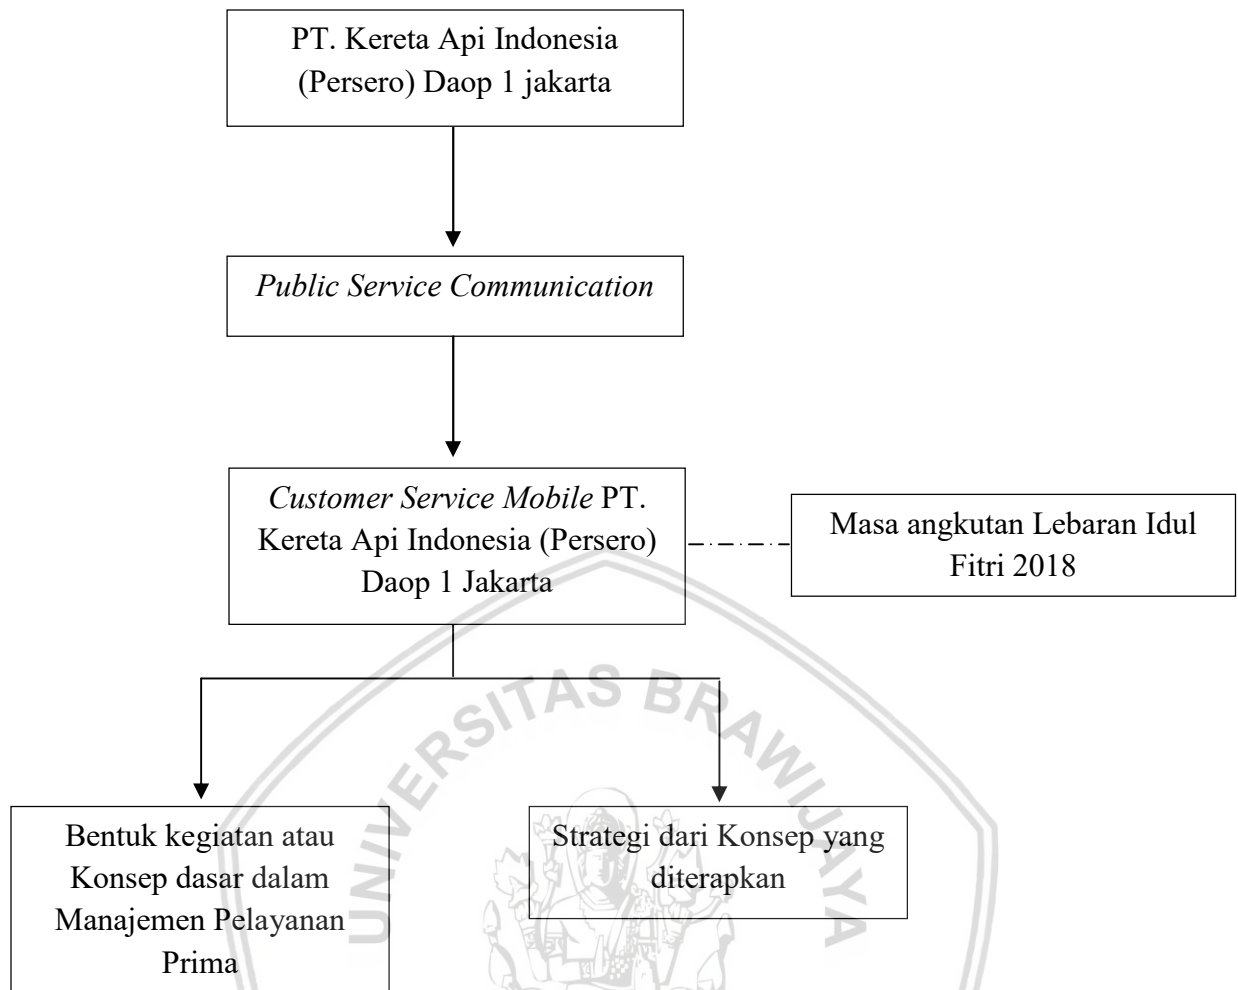 PT. Kereta Api Indonesia
(Persero) Daop 1 jakarta
Public Service Communication
Customer Service Mobile PT.
Kereta Api Indonesia (Persero)
Daop 1 Jakarta
Masa angkutan Lebaran Idul
Fitri 2018
UNIVERSITAS BRAWIJAYA
Bentuk kegiatan atau
Konsep dasar dalam
Manajemen Pelayanan
Prima
Strategi dari Konsep yang
diterapkan